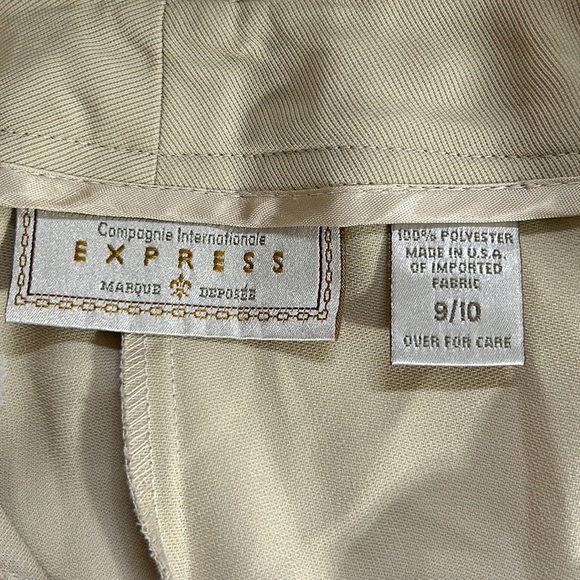 Compagnie Internationale
EXPRESS
MARQUE DEPOSÉE
100% POLYESTER
MADE IN U.S.A.
OF IMPORTED
FABRIC
9/10
OVER FOR CARE